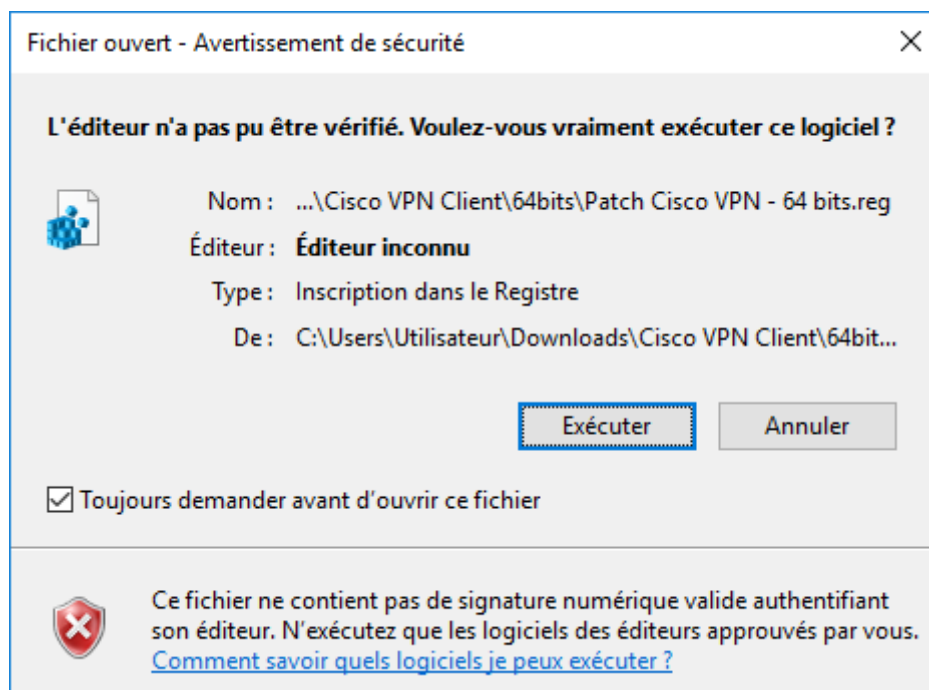 Fichier ouvert - Avertissement de sécurité
L'éditeur n'a pas pu être vérifié. Voulez-vous vraiment exécuter ce logiciel ?
Nom : ...\Cisco VPN Client\64bits\Patch Cisco VPN - 64 bits.reg
Éditeur : Éditeur inconnu
Type : Inscription dans le Registre
De : C:\Users\Utilisateur\Downloads\Cisco VPN Client\64bit...
Exécuter Annuler
Toujours demander avant d'ouvrir ce fichier
Ce fichier ne contient pas de signature numérique valide authentifiant
son éditeur. N'exécutez que les logiciels des éditeurs approuvés par vous.
Comment savoir quels logiciels je peux exécuter ?